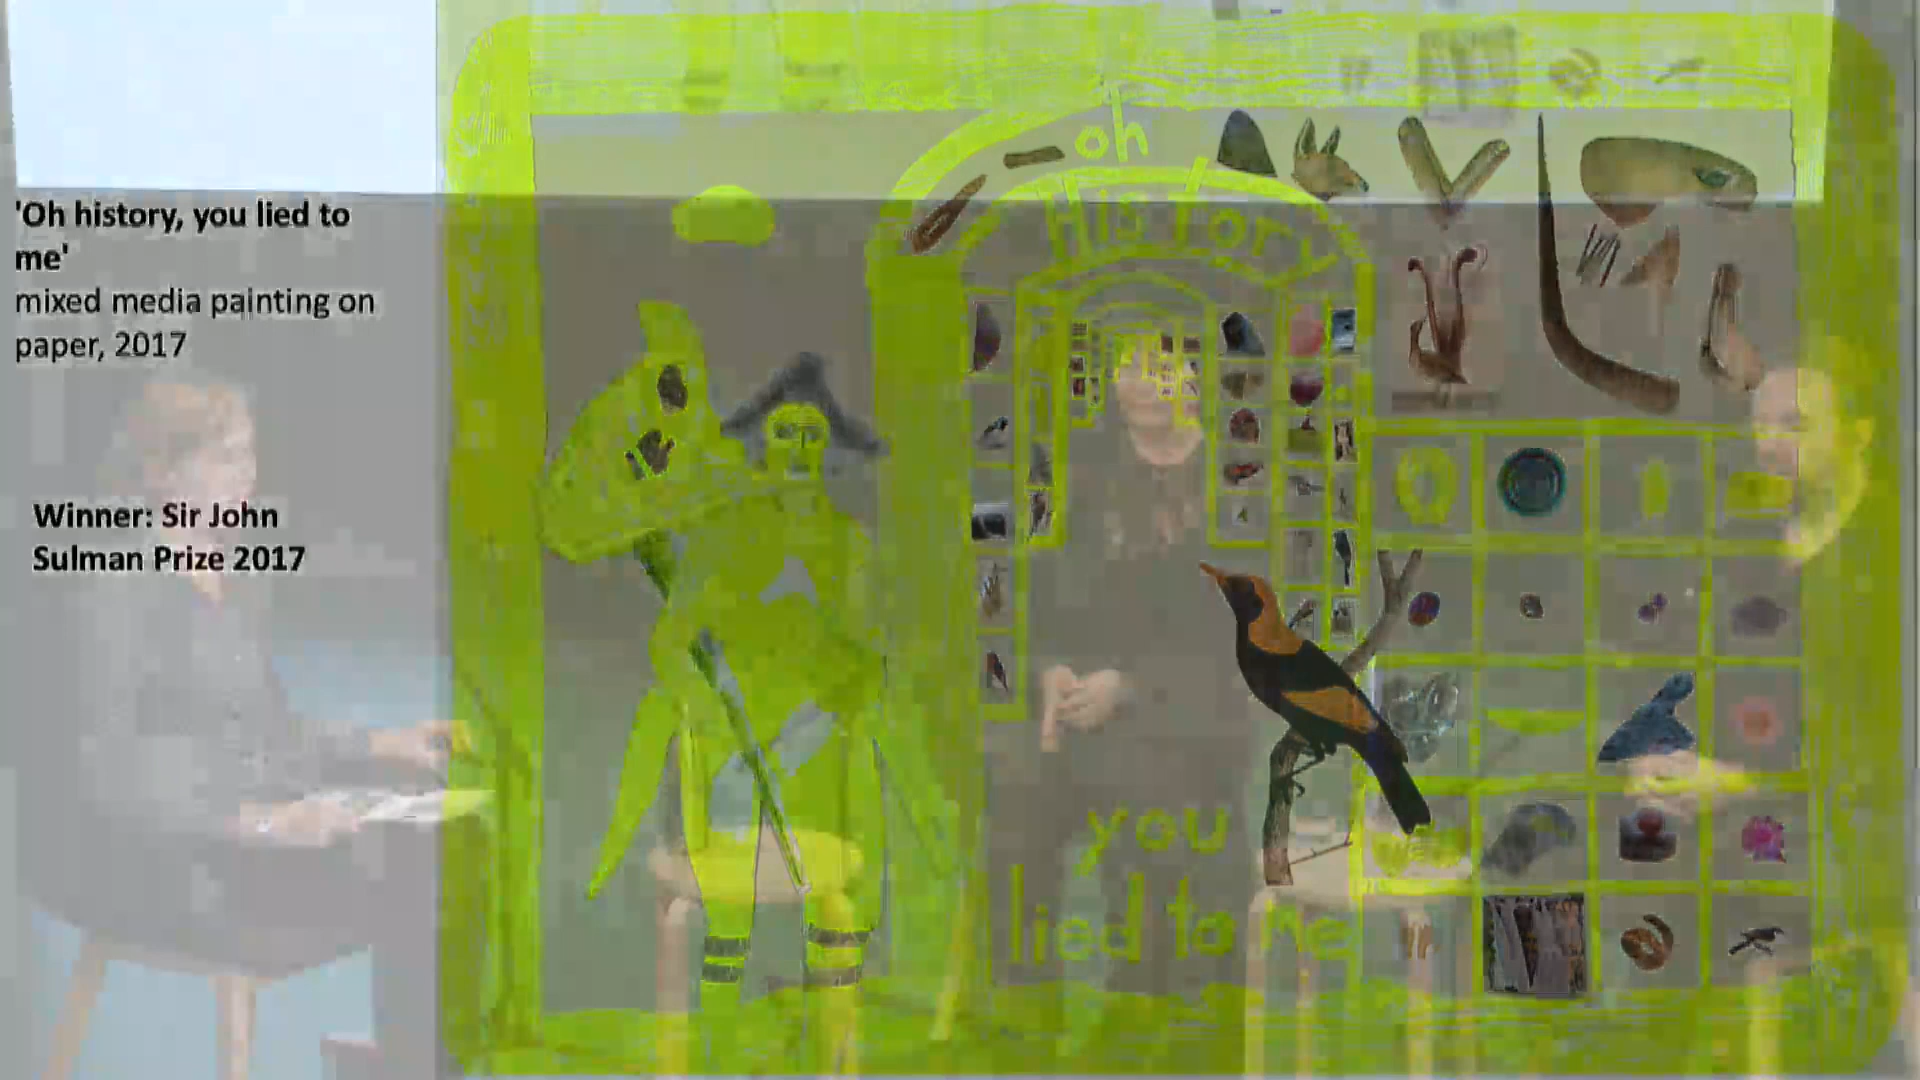 'Oh history, you lied to
me'
mixed media painting on
paper, 2017
Winner: Sir John
Sulman Prize 2017
oh
HisTory
you
lied to me